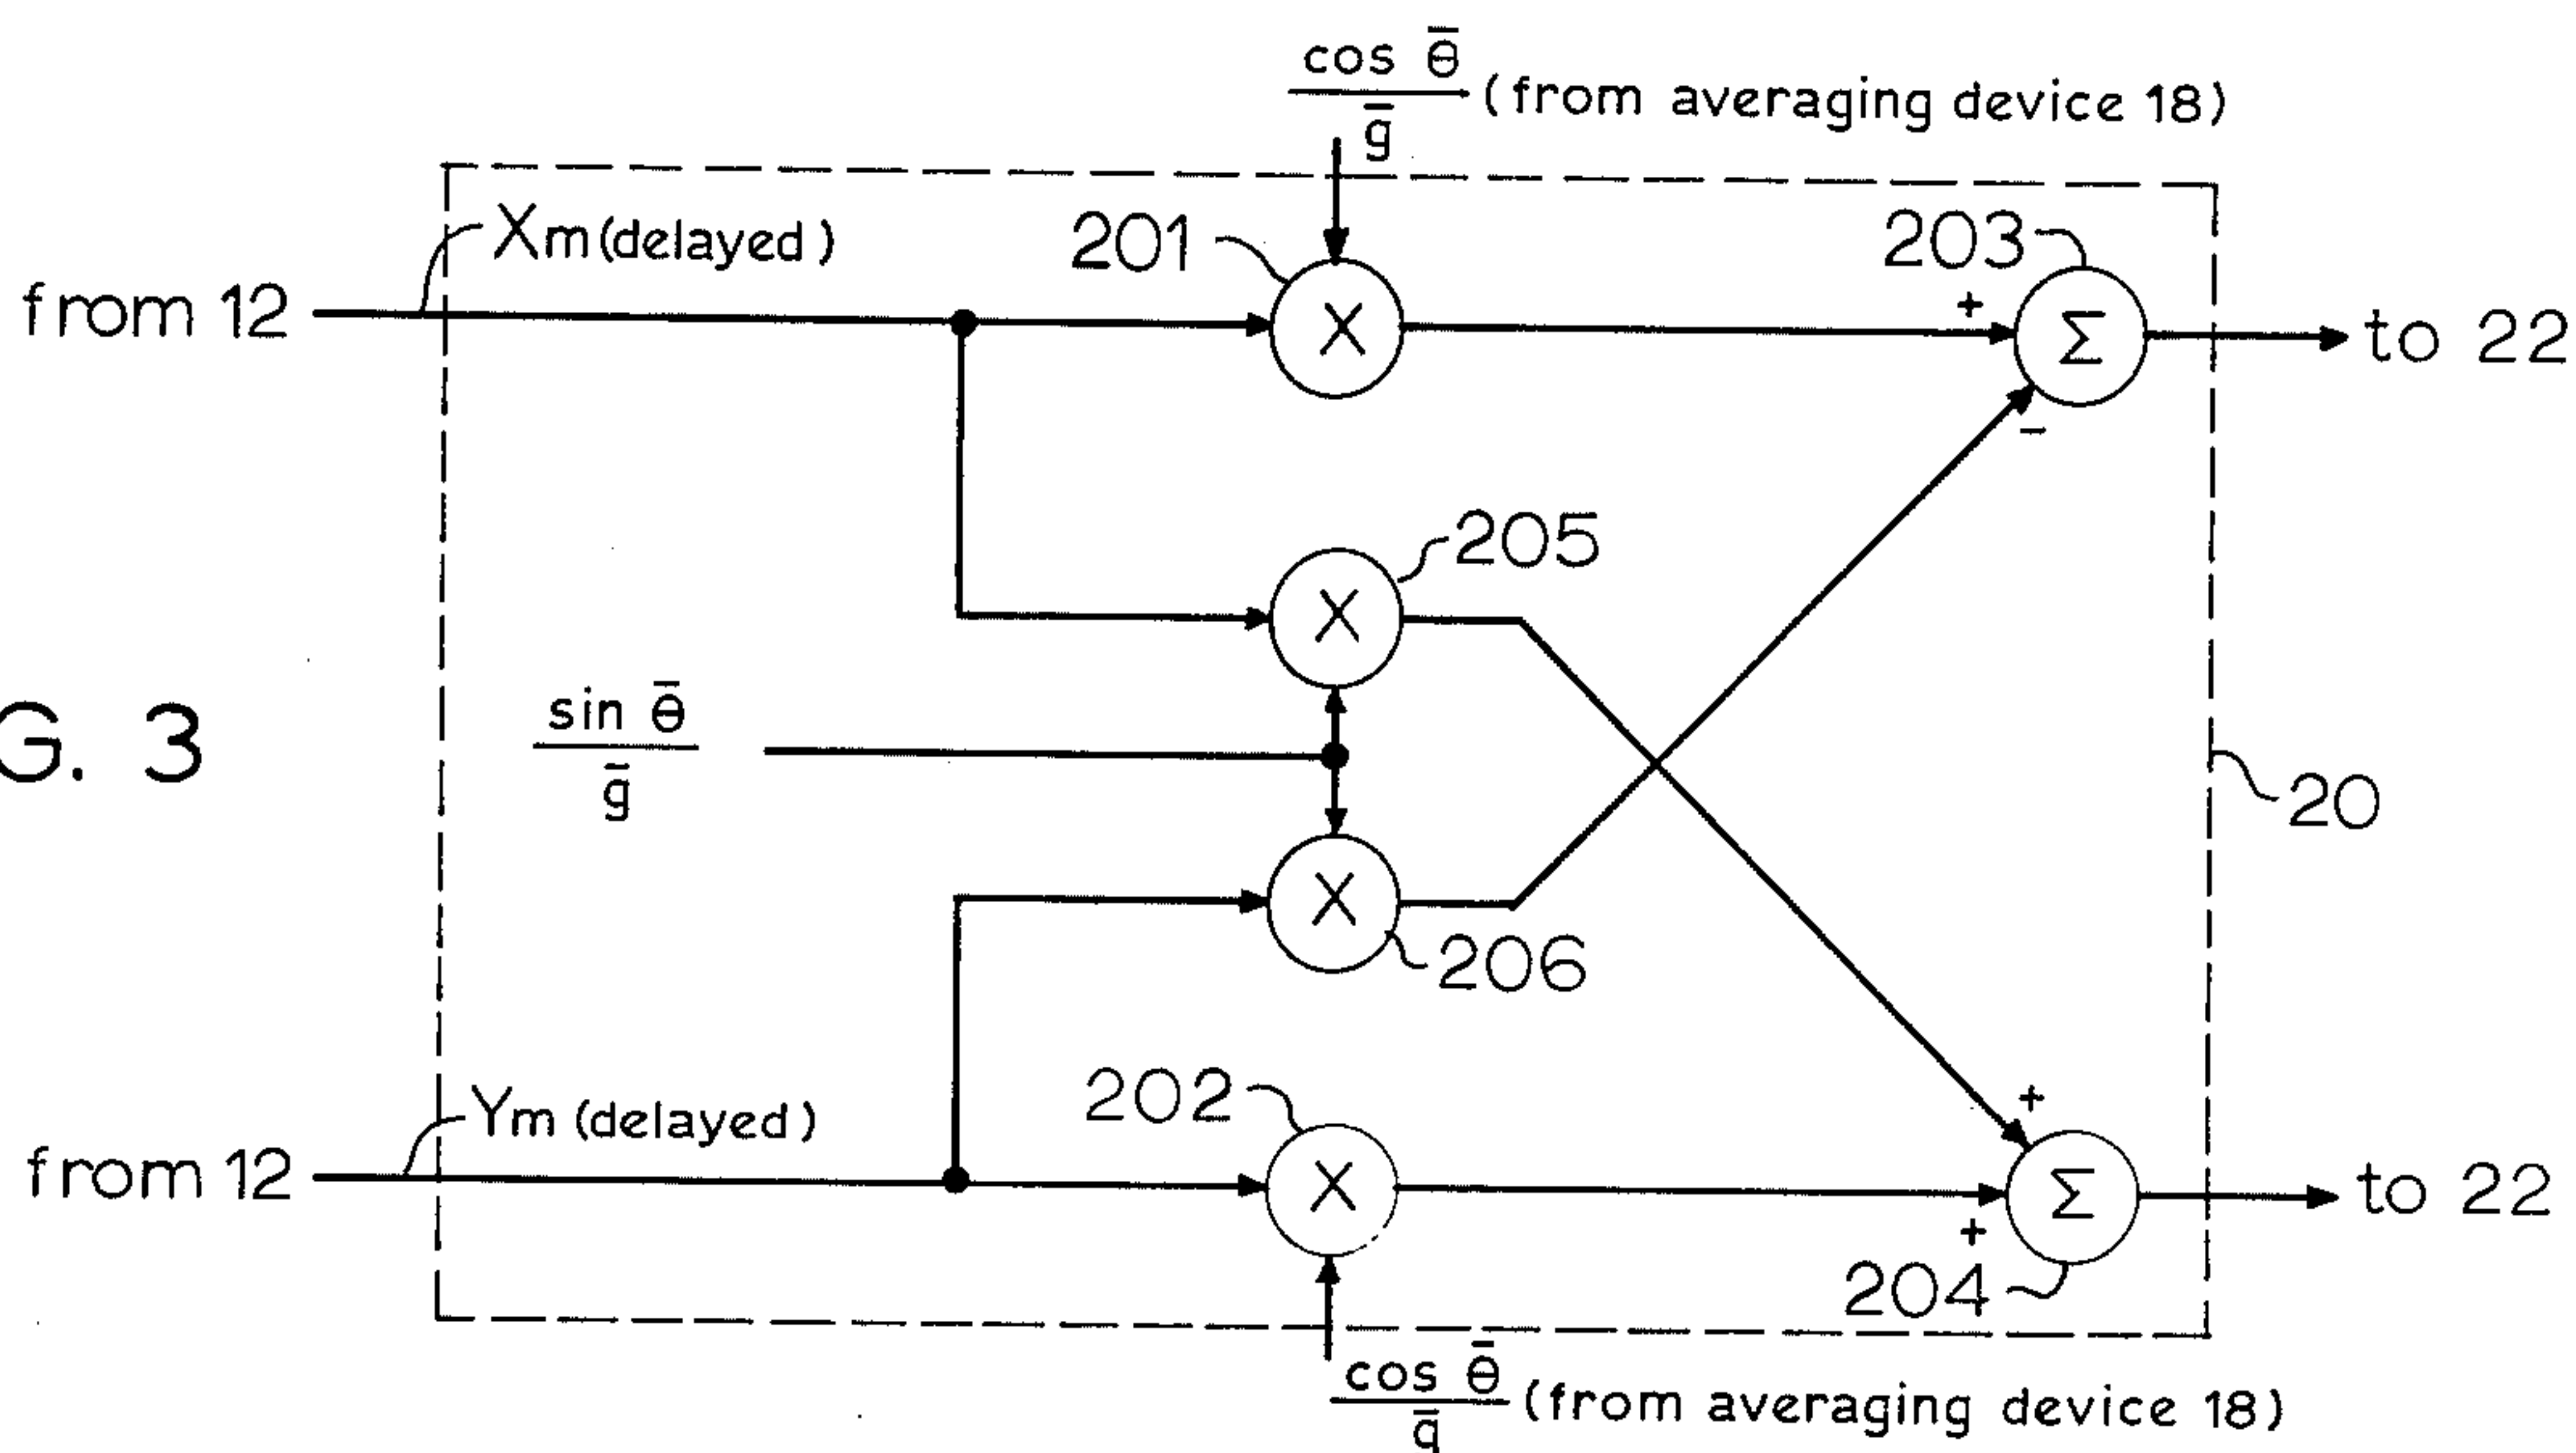 cos θ̄
(from averaging device 18)
ḡ
Xm (delayed)
201
203
+
from 12
X
Σ
to 22
−
205
X
sin θ̄
G. 3
ḡ
20
X
206
Ym (delayed)
202
+
from 12
X
Σ
to 22
+
204
cos θ̄
(from averaging device 18)
ḡ